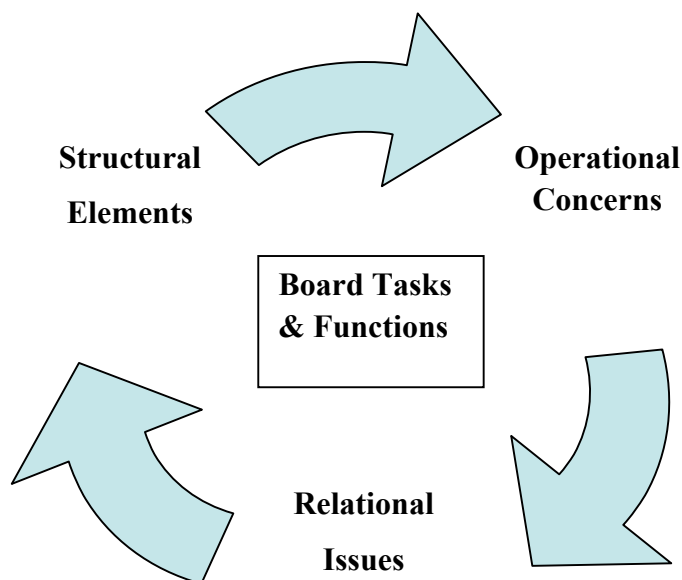 Structural
Elements
Operational
Concerns
Board Tasks
& Functions
Relational
Issues